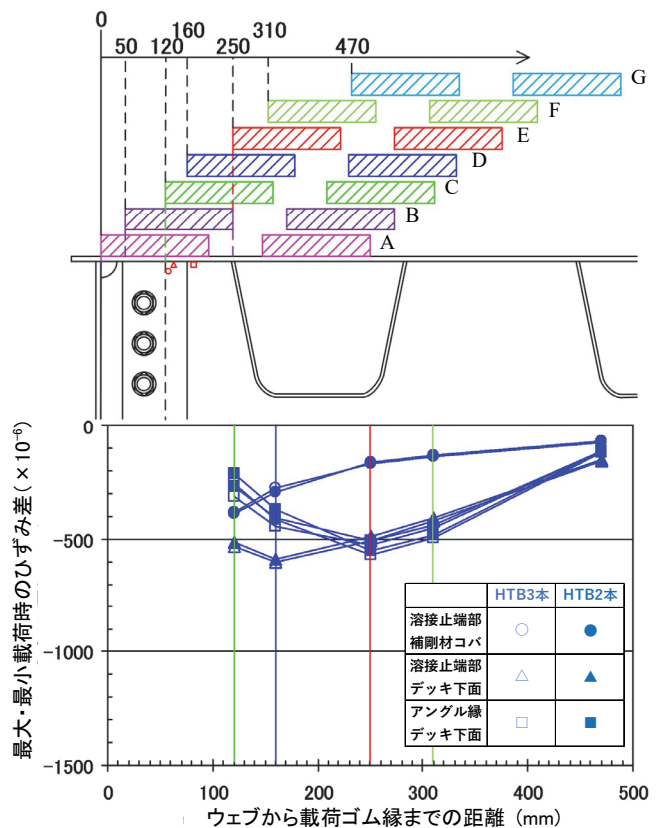 0
50 120 160 250 310 470
G
F
E
D
C
B
A
最大・最小載荷時のひずみ差(×10⁻⁶)
0
−500
−1000
−1500
HTB3本 HTB2本
溶接止端部
補剛材コバ
溶接止端部
デッキ下面
アングル縁
デッキ下面
0 100 200 300 400 500
ウェブから載荷ゴム縁までの距離 (mm)